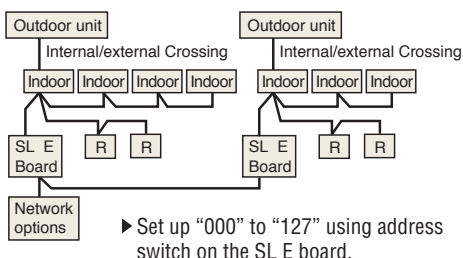 Outdoor unit
Outdoor unit
Internal/external Crossing
Internal/external Crossing
Indoor Indoor Indoor Indoor
Indoor Indoor Indoor
SL E
Board
R R
SL E
Board
R R
Network
options
▶ Set up “000” to “127” using address
switch on the SL E board.